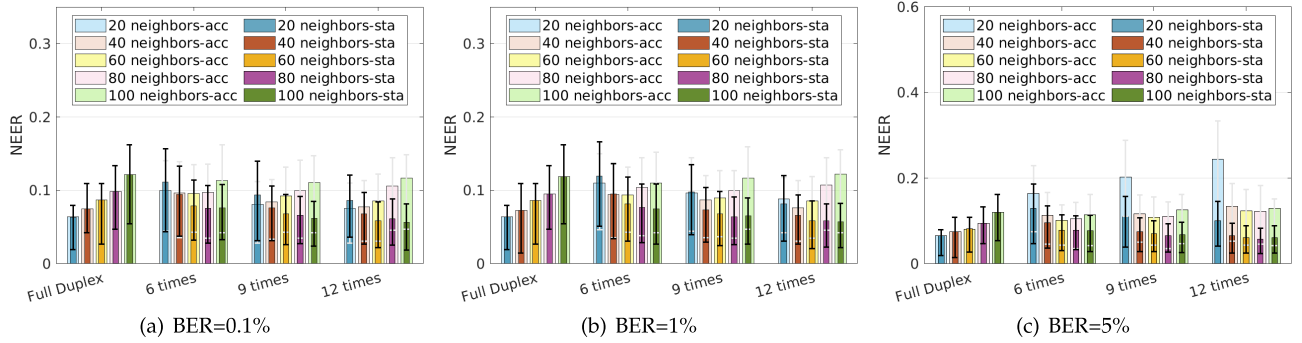 20 neighbors-acc 20 neighbors-sta
40 neighbors-acc 40 neighbors-sta
60 neighbors-acc 60 neighbors-sta
80 neighbors-acc 80 neighbors-sta
100 neighbors-acc 100 neighbors-sta
NEER
0.3
0.2
0.1
0
Full Duplex 6 times 9 times 12 times
(a) BER=0.1%
20 neighbors-acc 20 neighbors-sta
40 neighbors-acc 40 neighbors-sta
60 neighbors-acc 60 neighbors-sta
80 neighbors-acc 80 neighbors-sta
100 neighbors-acc 100 neighbors-sta
NEER
0.3
0.2
0.1
0
Full Duplex 6 times 9 times 12 times
(b) BER=1%
20 neighbors-acc 20 neighbors-sta
40 neighbors-acc 40 neighbors-sta
60 neighbors-acc 60 neighbors-sta
80 neighbors-acc 80 neighbors-sta
100 neighbors-acc 100 neighbors-sta
NEER
0.6
0.4
0.2
0
Full Duplex 6 times 9 times 12 times
(c) BER=5%